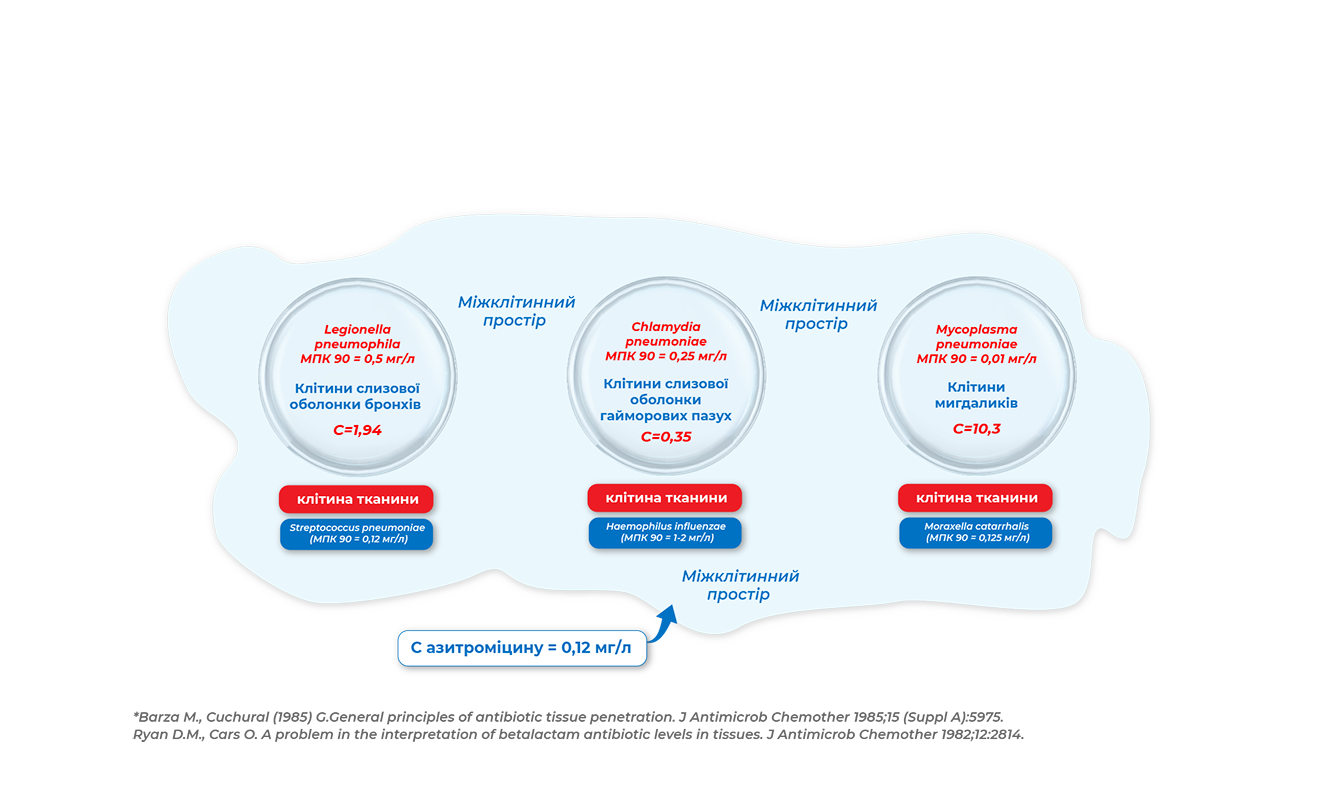 Legionella
pneumophila
МПК 90 = 0,5 мг/л
Клітини слизової
оболонки бронхів
С=1,94
клітина тканини
Streptococcus pneumoniae
(МПК 90 = 0,12 мг/л)
Міжклітинний
простір
Chlamydia
pneumoniae
МПК 90 = 0,25 мг/л
Клітини слизової
оболонки
гайморових пазух
С=0,35
клітина тканини
Haemophilus influenzae
(МПК 90 = 1-2 мг/л)
Міжклітинний
простір
Mycoplasma
pneumoniae
МПК 90 = 0,01 мг/л
Клітини
мигдаликів
С=10,3
клітина тканини
Moraxella catarrhalis
(МПК 90 = 0,125 мг/л)
Міжклітинний
простір
С азитроміцину = 0,12 мг/л
*Barza M., Cuchural (1985) G.General principles of antibiotic tissue penetration. J Antimicrob Chemother 1985;15 (Suppl A):5975.
Ryan D.M., Cars O. A problem in the interpretation of betalactam antibiotic levels in tissues. J Antimicrob Chemother 1982;12:2814.